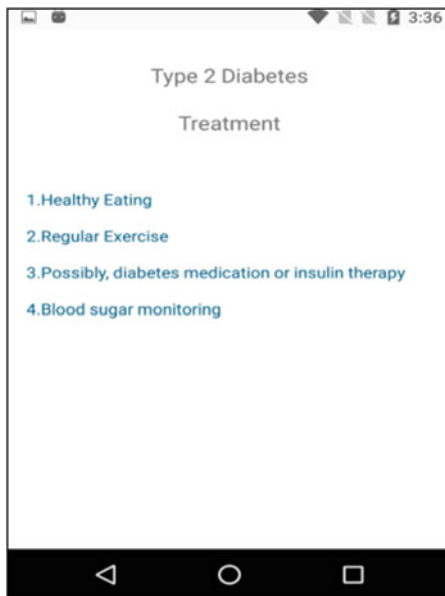 3:36
Type 2 Diabetes
Treatment
1.Healthy Eating
2.Regular Exercise
3.Possibly, diabetes medication or insulin therapy
4.Blood sugar monitoring